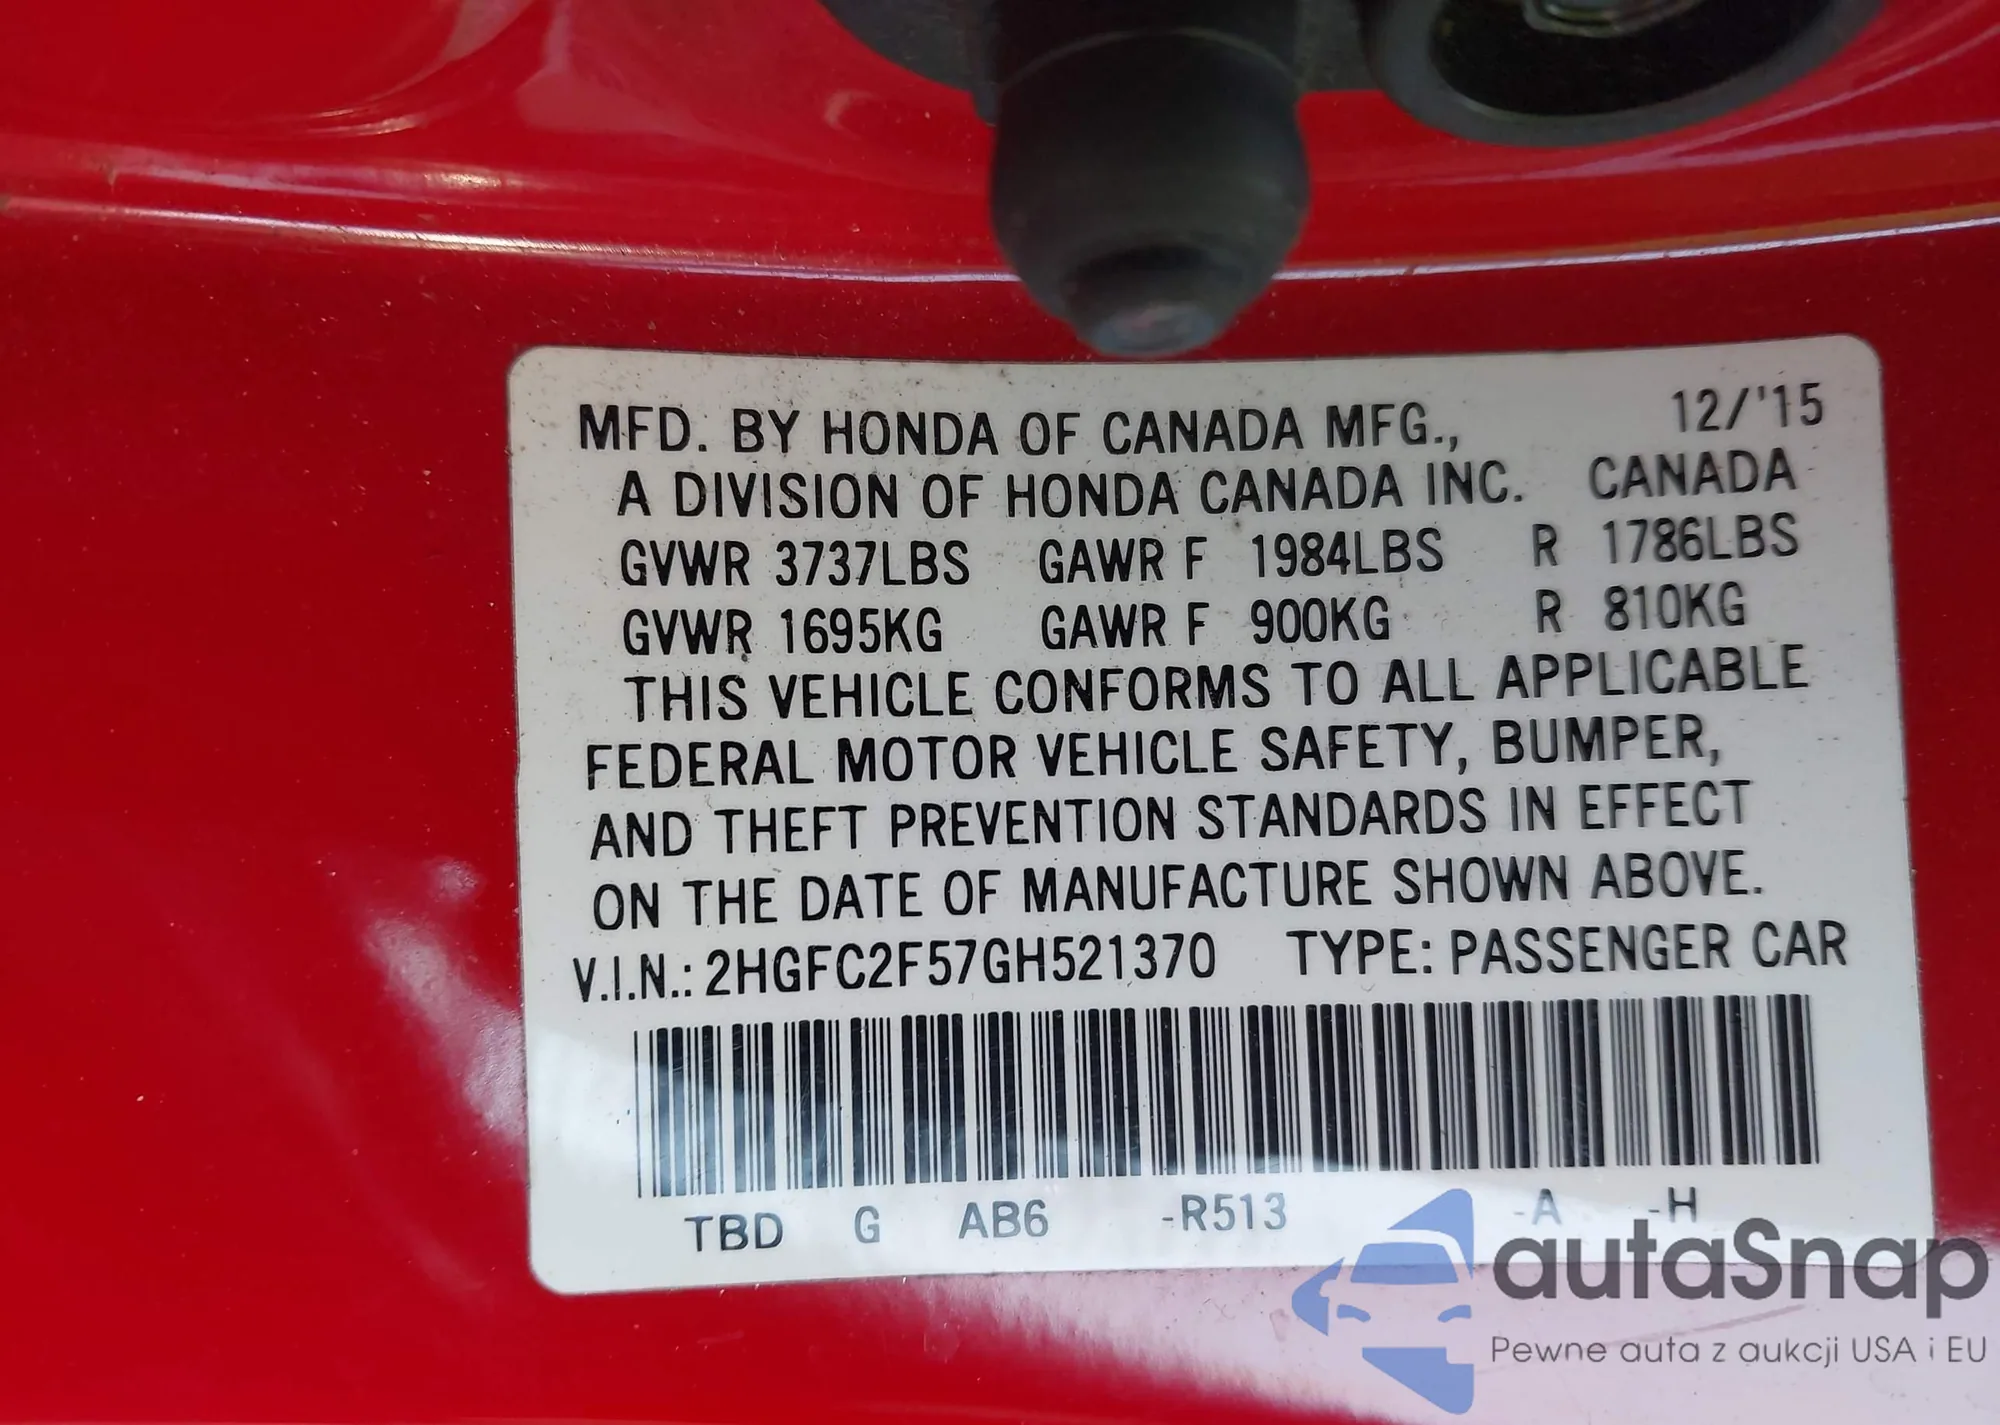 MFD. BY HONDA OF CANADA MFG., 12/'15
A DIVISION OF HONDA CANADA INC. CANADA
GVWR 3737LBS GAWR F 1984LBS R 1786LBS
GVWR 1695KG GAWR F 900KG R 810KG
THIS VEHICLE CONFORMS TO ALL APPLICABLE
FEDERAL MOTOR VEHICLE SAFETY, BUMPER,
AND THEFT PREVENTION STANDARDS IN EFFECT
ON THE DATE OF MANUFACTURE SHOWN ABOVE.
V.I.N.: 2HGFC2F57GH521370 TYPE: PASSENGER CAR
TBD G AB6 -R513 -A -H
autaSnap
Pewne auta z aukcji USA i EU